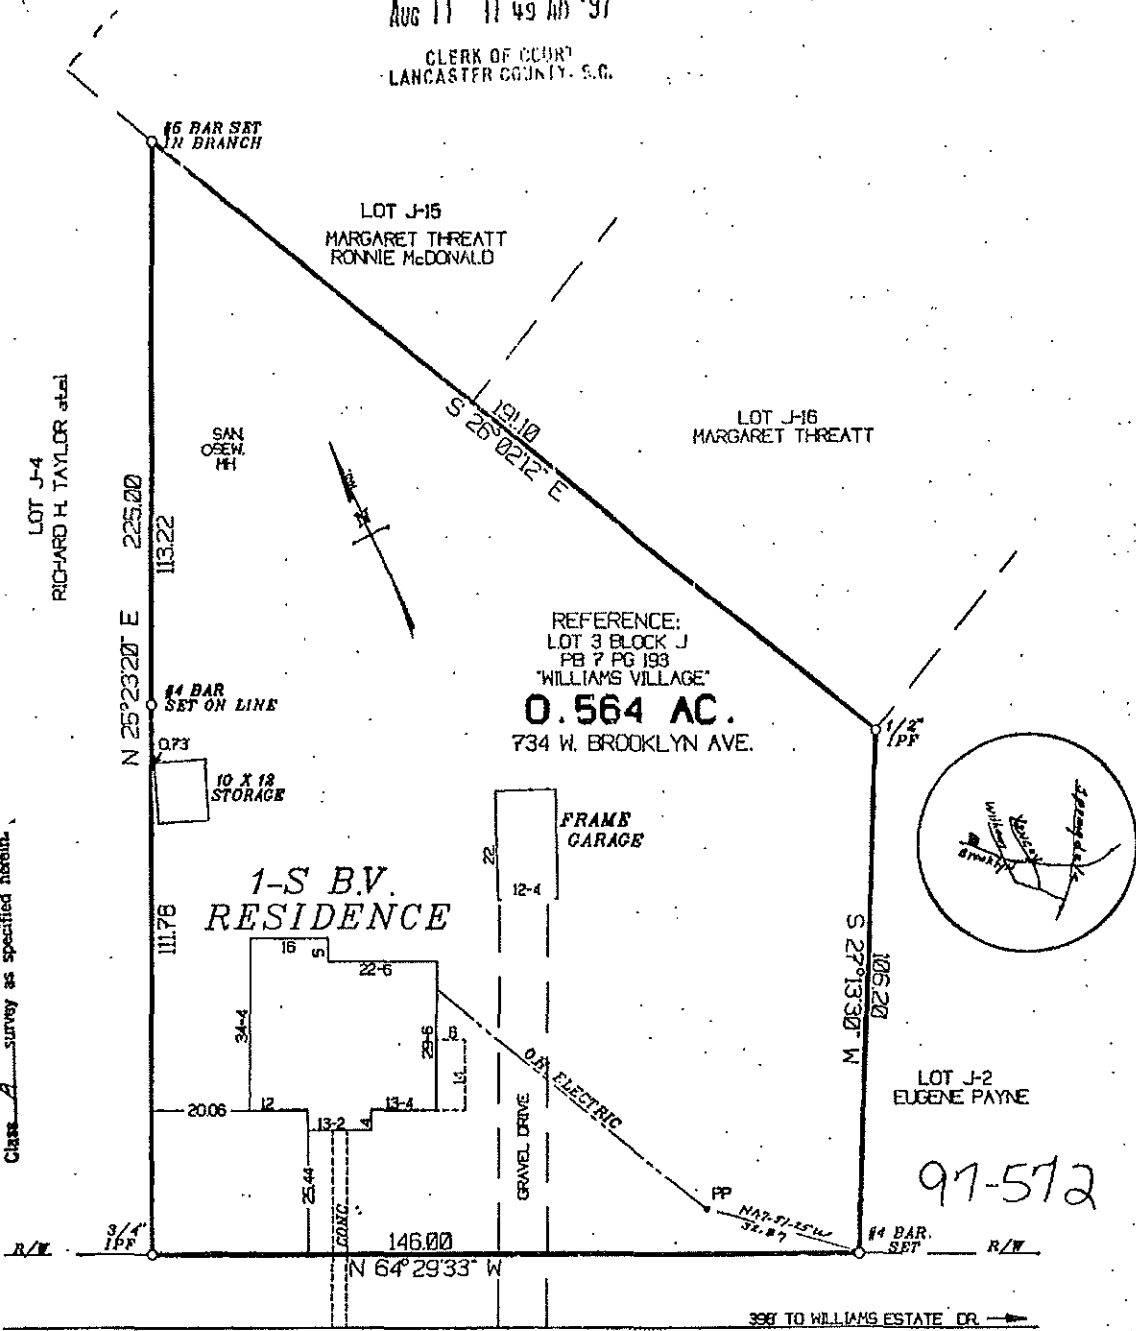 AUG 11 11 49 AM '97
CLERK OF COURT
LANCASTER COUNTY. S.C.
#6 BAR SET
IN BRANCH
LOT J-15
MARGARET THREATT
RONNIE McDONALD
LOT J-4
RICHARD H. TAYLOR etal
SAN.
SEW.
MH
191.10
S 26°02'12" E
LOT J-16
MARGARET THREATT
N 25°23'20" E 225.00
113.22
REFERENCE:
LOT 3 BLOCK J
PB 7 PG 193
"WILLIAMS VILLAGE"
0.564 AC.
734 W. BROOKLYN AVE.
#4 BAR
SET ON LINE
1/2"
IPF
0.73'
10 X 12
STORAGE
FRAME
GARAGE
22
12-4
Springdale
Williams
Brooklyn
Class A survey as specified herein.
1-S B.V.
RESIDENCE
111.78
16
5
22-6
34-4
29-6
8
14
S 27°13'30" W
106.20
O.H. ELECTRIC
LOT J-2
EUGENE PAYNE
20.06
12
13-2
4
13-4
GRAVEL DRIVE
97-572
25.44
CONC.
PP
3/4"
IPF
R/W
146.00
N 64°29'33" W
#4 BAR
SET
R/W
398' TO WILLIAMS ESTATE DR.